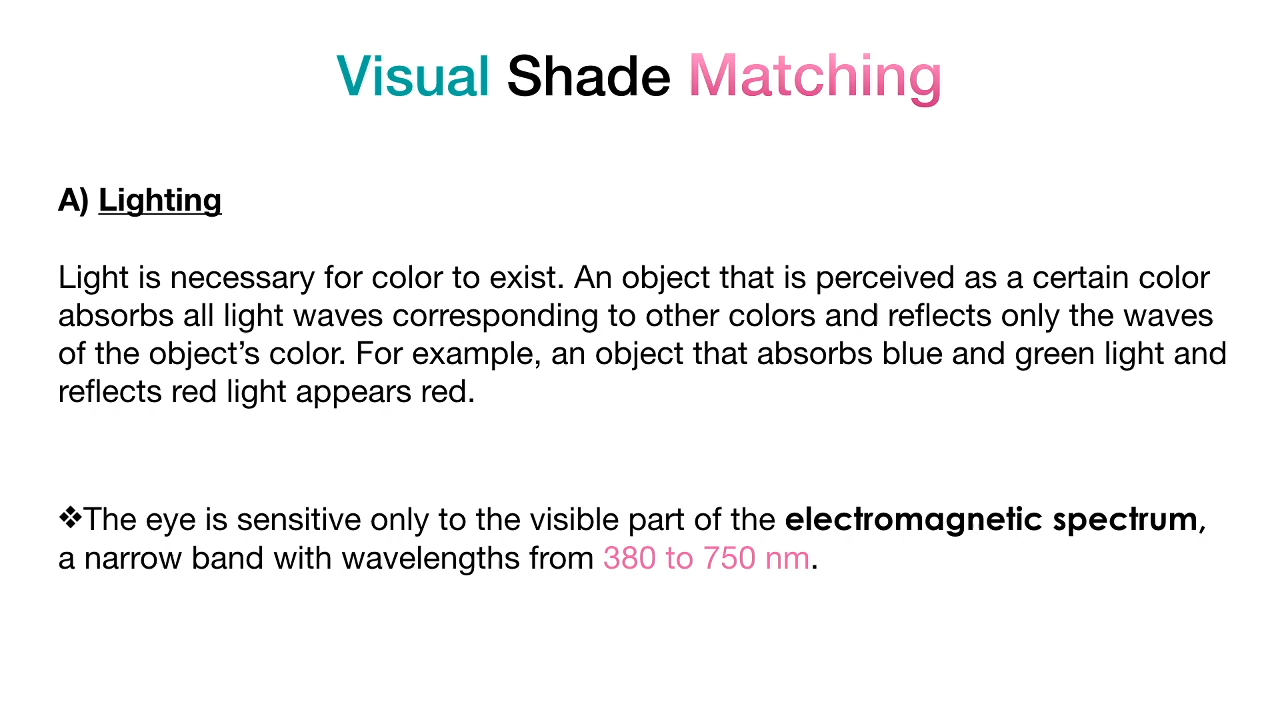 Visual Shade Matching
A) Lighting
Light is necessary for color to exist. An object that is perceived as a certain color
absorbs all light waves corresponding to other colors and reflects only the waves
of the object’s color. For example, an object that absorbs blue and green light and
reflects red light appears red.
❖The eye is sensitive only to the visible part of the electromagnetic spectrum,
a narrow band with wavelengths from 380 to 750 nm.